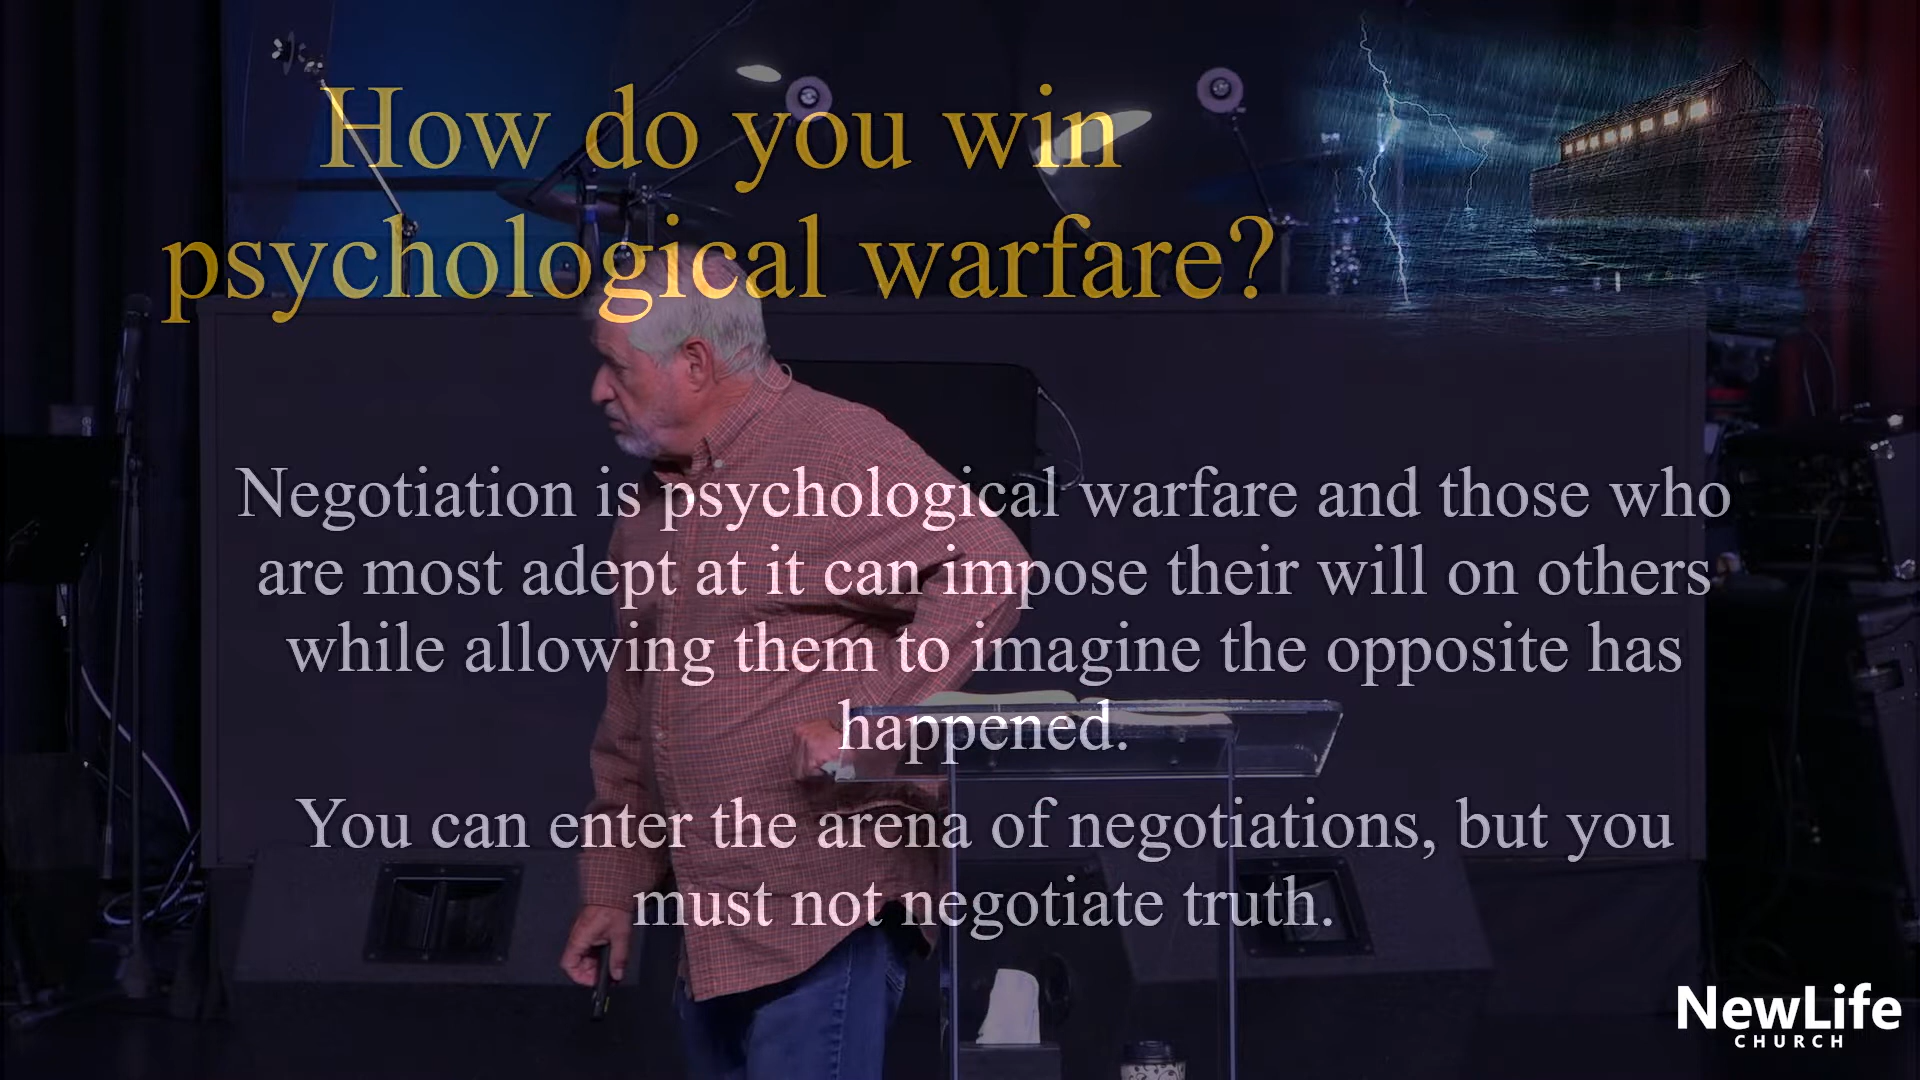 How do you win
psychological warfare?
Negotiation is psychological warfare and those who
are most adept at it can impose their will on others
while allowing them to imagine the opposite has
happened.
You can enter the arena of negotiations, but you
must not negotiate truth.
NewLife
CHURCH